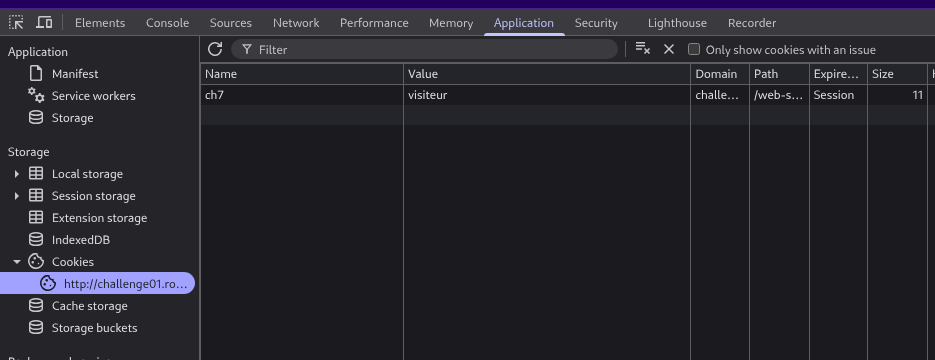 Elements Console Sources Network Performance Memory Application Security Lighthouse Recorder
Application
Manifest
Service workers
Storage
Storage
Local storage
Session storage
Extension storage
IndexedDB
Cookies
http://challenge01.ro...
Cache storage
Storage buckets
Filter Only show cookies with an issue
Name Value Domain Path Expire... Size
ch7 visiteur challe... /web-s... Session 11